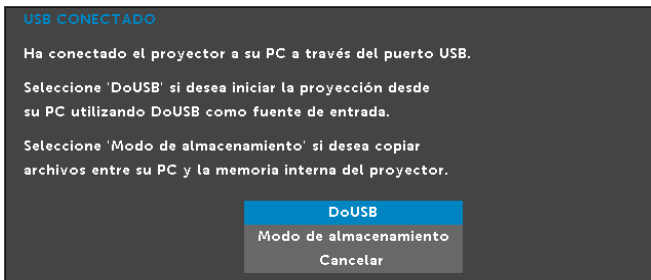 USB CONECTADO
Ha conectado el proyector a su PC a través del puerto USB.
Seleccione 'DoUSB' si desea iniciar la proyección desde
su PC utilizando DoUSB como fuente de entrada.
Seleccione 'Modo de almacenamiento' si desea copiar
archivos entre su PC y la memoria interna del proyector.
DoUSB
Modo de almacenamiento
Cancelar